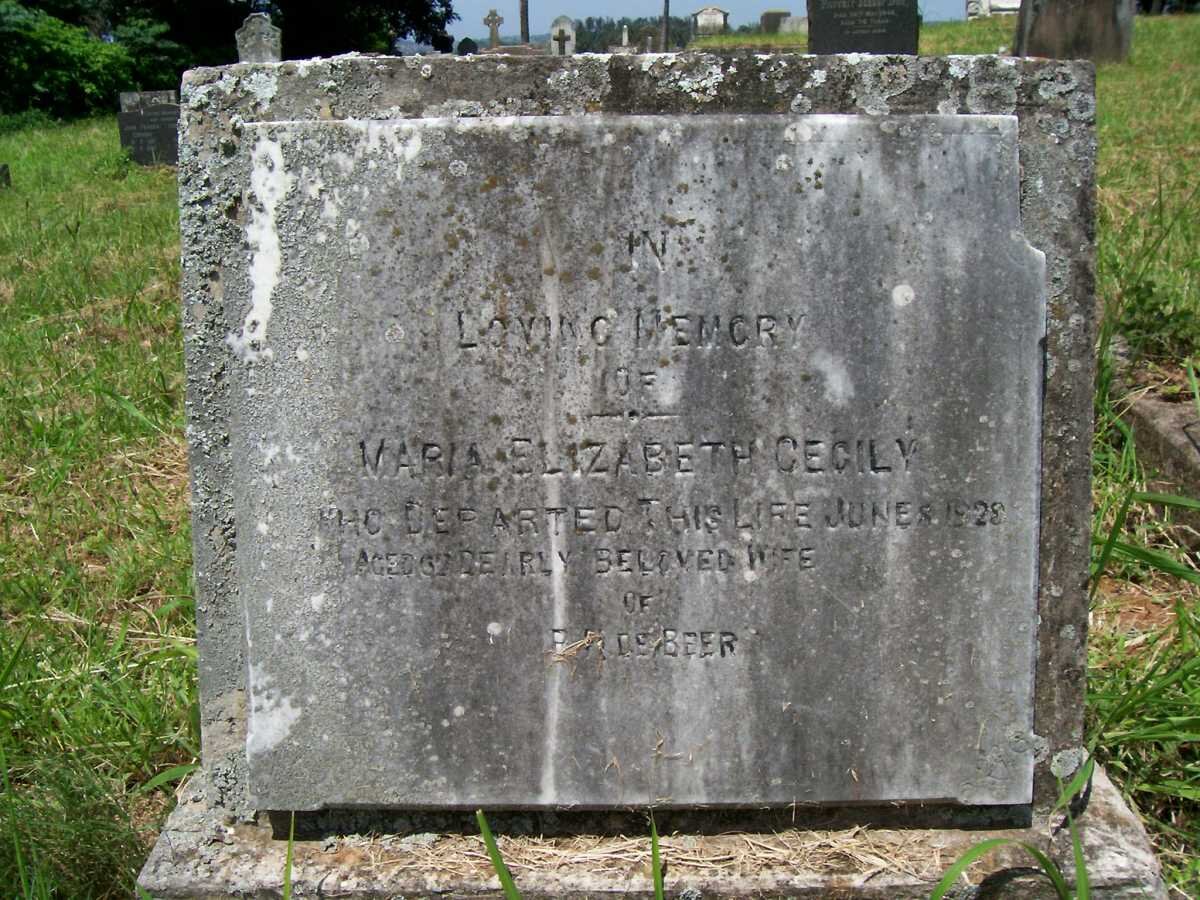 IN
LOVING MEMORY
OF
MARIA ELIZABETH CECILY
WHO DEPARTED THIS LIFE JUNE 1928
AGED 62 DEARLY BELOVED WIFE
OF
DE BEER